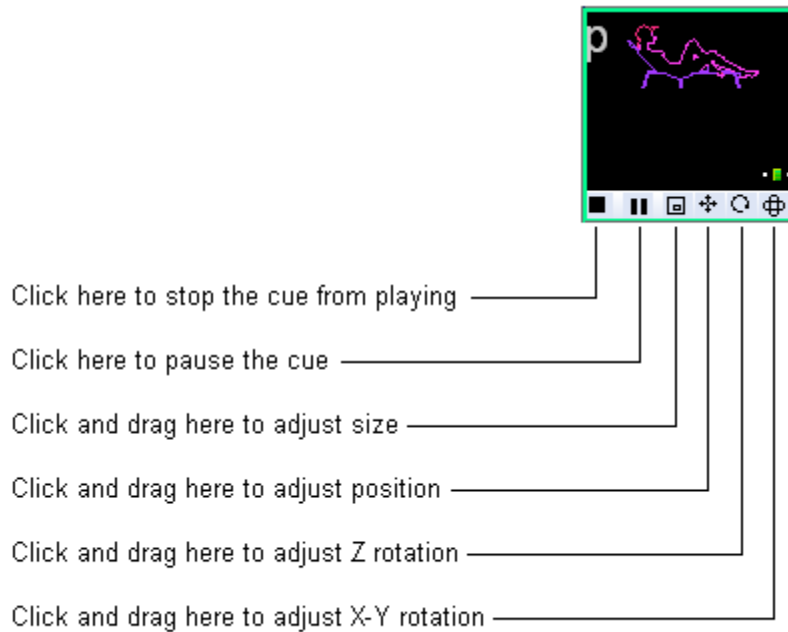 p
Click here to stop the cue from playing
Click here to pause the cue
Click and drag here to adjust size
Click and drag here to adjust position
Click and drag here to adjust Z rotation
Click and drag here to adjust X-Y rotation